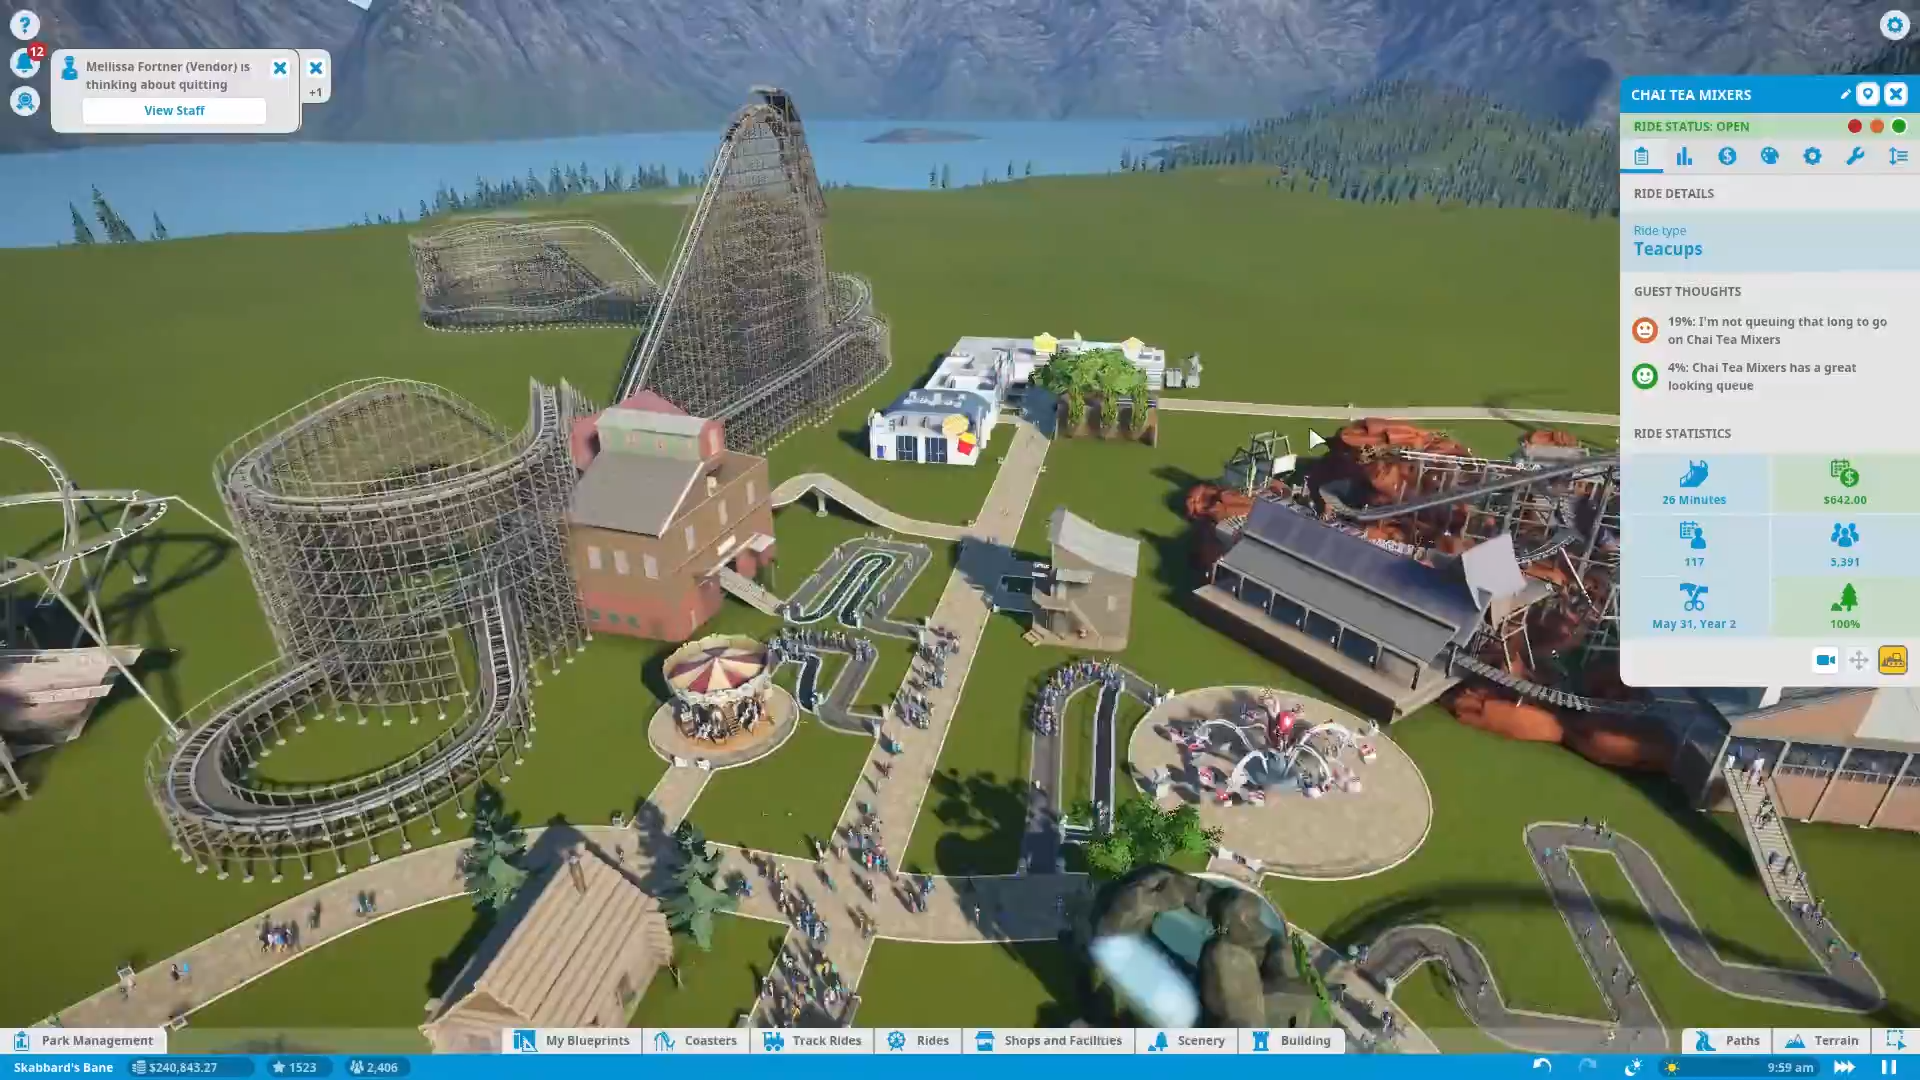 ?
12
Mellissa Fortner (Vendor) is
thinking about quitting
View Staff
+1
CHAI TEA MIXERS
RIDE STATUS: OPEN
RIDE DETAILS
Ride type
Teacups
GUEST THOUGHTS
19%: I'm not queuing that long to go
on Chai Tea Mixers
4%: Chai Tea Mixers has a great
looking queue
RIDE STATISTICS
26 Minutes
$642.00
117
5,391
May 31, Year 2
100%
Park Management
My Blueprints
Coasters
Track Rides
Rides
Shops and Facilities
Scenery
Building
Paths
Terrain
Skabbard's Bane
$240,843.27
1523
2,406
9:59 am